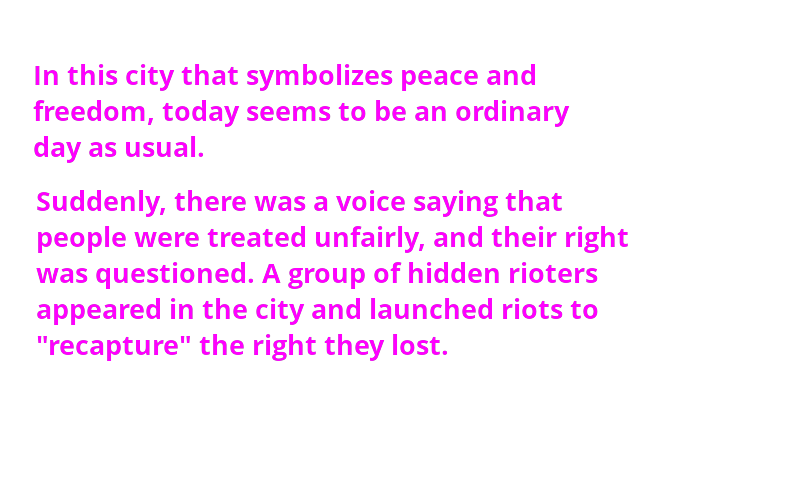 In this city that symbolizes peace and
freedom, today seems to be an ordinary
day as usual.
Suddenly, there was a voice saying that
people were treated unfairly, and their right
was questioned. A group of hidden rioters
appeared in the city and launched riots to
"recapture" the right they lost.